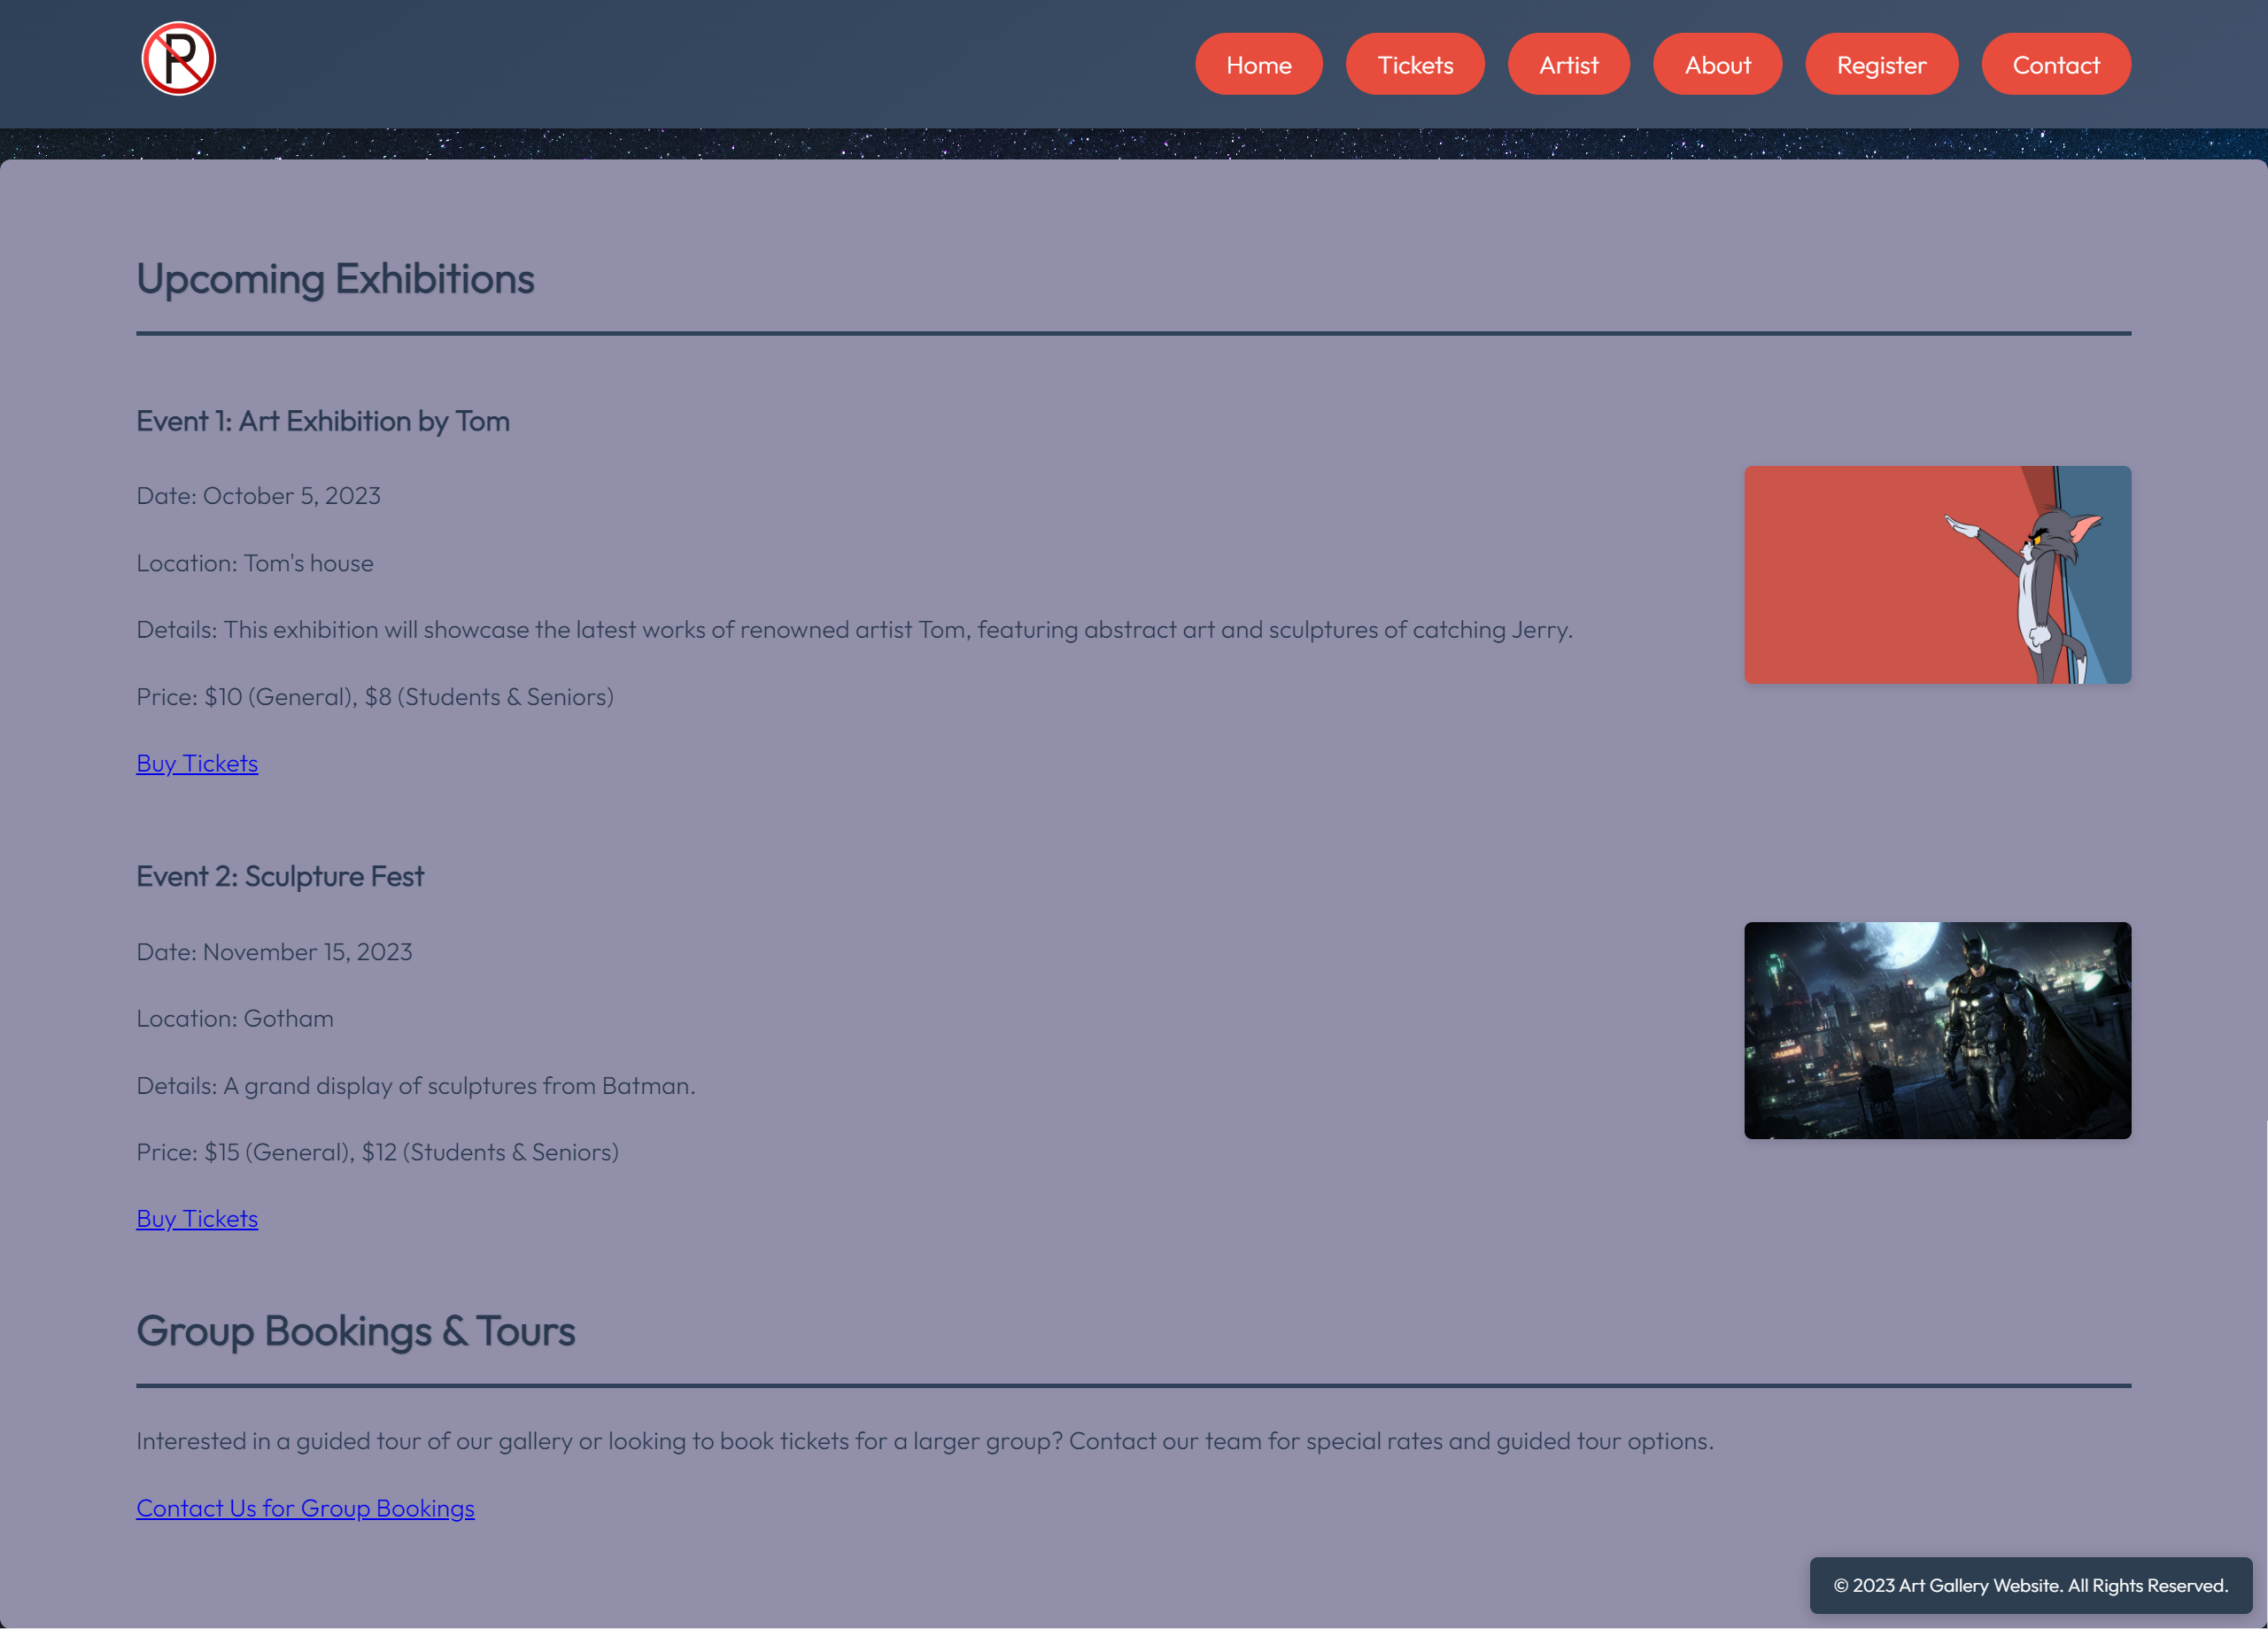 P
Home
Tickets
Artist
About
Register
Contact
Upcoming Exhibitions
Event 1: Art Exhibition by Tom
Date: October 5, 2023
Location: Tom's house
Details: This exhibition will showcase the latest works of renowned artist Tom, featuring abstract art and sculptures of catching Jerry.
Price: $10 (General), $8 (Students & Seniors)
Buy Tickets
Event 2: Sculpture Fest
Date: November 15, 2023
Location: Gotham
Details: A grand display of sculptures from Batman.
Price: $15 (General), $12 (Students & Seniors)
Buy Tickets
Group Bookings & Tours
Interested in a guided tour of our gallery or looking to book tickets for a larger group? Contact our team for special rates and guided tour options.
Contact Us for Group Bookings
© 2023 Art Gallery Website. All Rights Reserved.